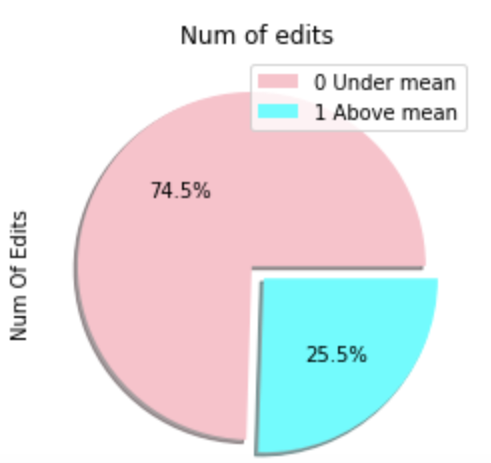 Num of edits
0 Under mean
1 Above mean
74.5%
Num Of Edits
25.5%